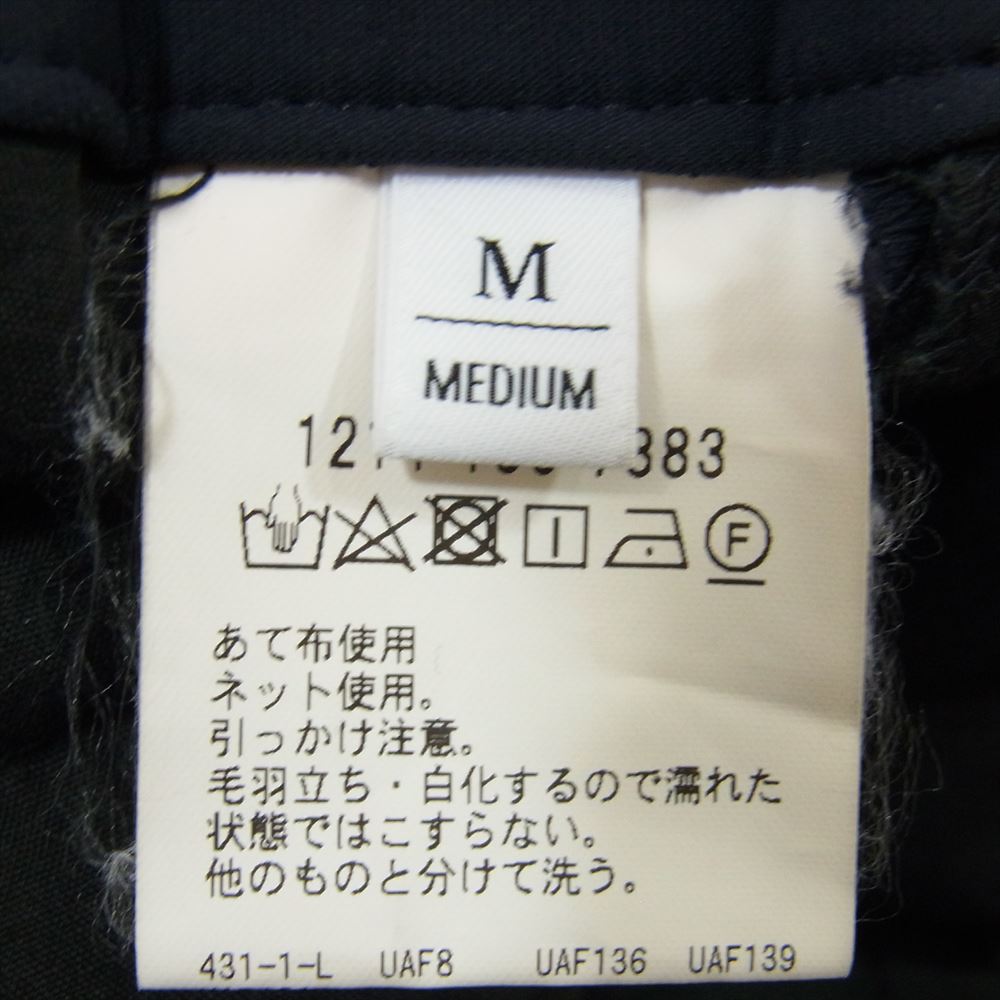 M
MEDIUM
383
F
あて布使用
ネット使用。
引っかけ注意。
毛羽立ち・白化するので濡れた
状態ではこすらない。
他のものと分けて洗う。
431-1-L UAF8 UAF136 UAF139